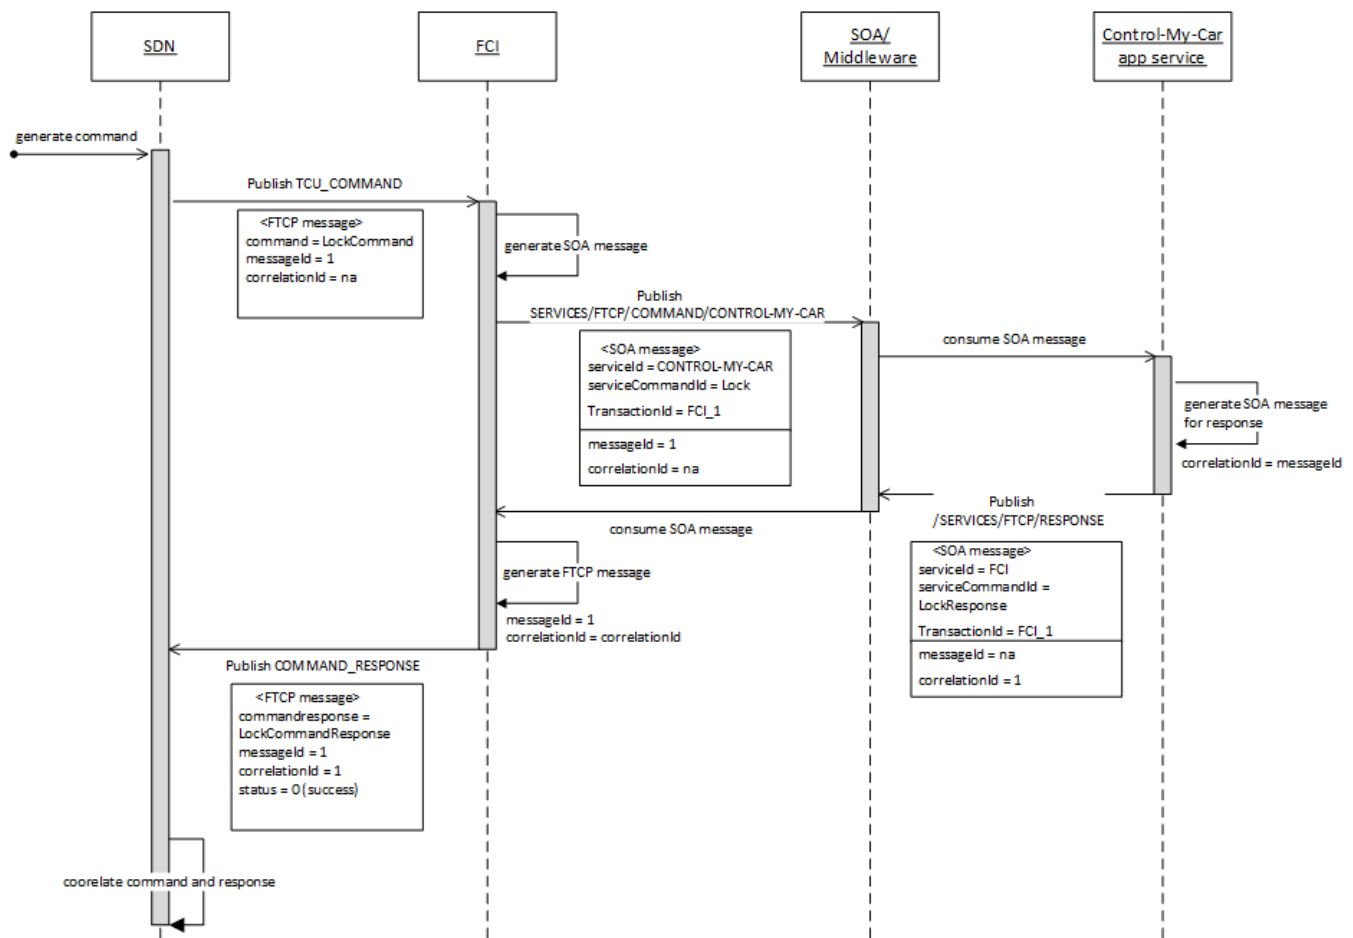 SDN
FCI
SOA/
Middleware
Control-My-Car
app service
generate command
Publish TCU_COMMAND
<FTCP message>
command = LockCommand
messageId = 1
correlationId = na
generate SOA message
Publish
SERVICES/FTCP/COMMAND/CONTROL-MY-CAR
<SOA message>
serviceId = CONTROL-MY-CAR
serviceCommandId = Lock
TransactionId = FCI_1
messageId = 1
correlationId = na
consume SOA message
generate SOA message
for response
correlationId = messageId
Publish
/SERVICES/FTCP/RESPONSE
<SOA message>
serviceId = FCI
serviceCommandId =
LockResponse
TransactionId = FCI_1
messageId = na
correlationId = 1
consume SOA message
generate FTCP message
messageId = 1
correlationId = correlationId
Publish COMMAND_RESPONSE
<FTCP message>
commandresponse =
LockCommandResponse
messageId = 1
correlationId = 1
status = 0 (success)
coorelate command and response